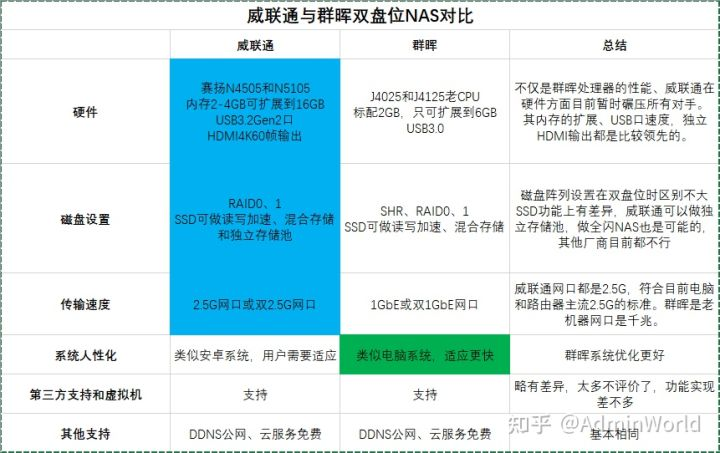 威联通与群晖双盘位NAS对比
威联通
群晖
总结
硬件
赛扬N4505和N5105
内存2-4GB可扩展到16GB
USB3.2Gen2口
HDMI4K60帧输出
J4025和J4125老CPU
标配2GB，只可扩展到6GB
USB3.0
不仅是群晖处理器的性能、威联通在
硬件方面目前暂时碾压所有对手。
其内存的扩展、USB口速度，独立
HDMI输出都是比较领先的。
磁盘设置
RAID0、1
SSD可做读写加速、混合存储
和独立存储池
SHR、RAID0、1
SSD可做读写加速、混合存储
磁盘阵列设置在双盘位时区别不大
SSD功能上有差异，威联通可以做独
立存储池，做全闪NAS也是可能的，
其他厂商目前都不行
传输速度
2.5G网口或双2.5G网口
1GbE或双1GbE网口
威联通网口都是2.5G，符合目前电脑
和路由器主流2.5G的标准。群晖是老
机器网口是千兆。
系统人性化
类似安卓系统，用户需要适应
类似电脑系统，适应更快
群晖系统优化更好
第三方支持和虚拟机
支持
支持
略有差异，太多不评价了，功能实现
差不多
其他支持
DDNS公网、云服务免费
DDNS公网、云服务免费
基本相同
知乎 @AdminWorld